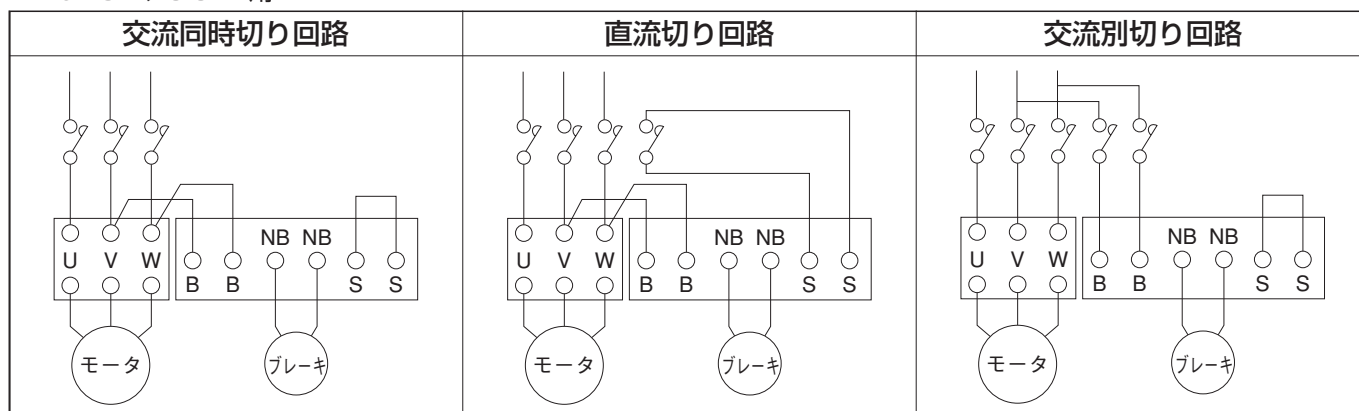 交流同時切り回路
直流切り回路
交流別切り回路
U V W
B B
NB NB
S S
モータ
ブレーキ
U V W
B B
NB NB
S S
モータ
ブレーキ
U V W
B B
NB NB
S S
モータ
ブレーキ